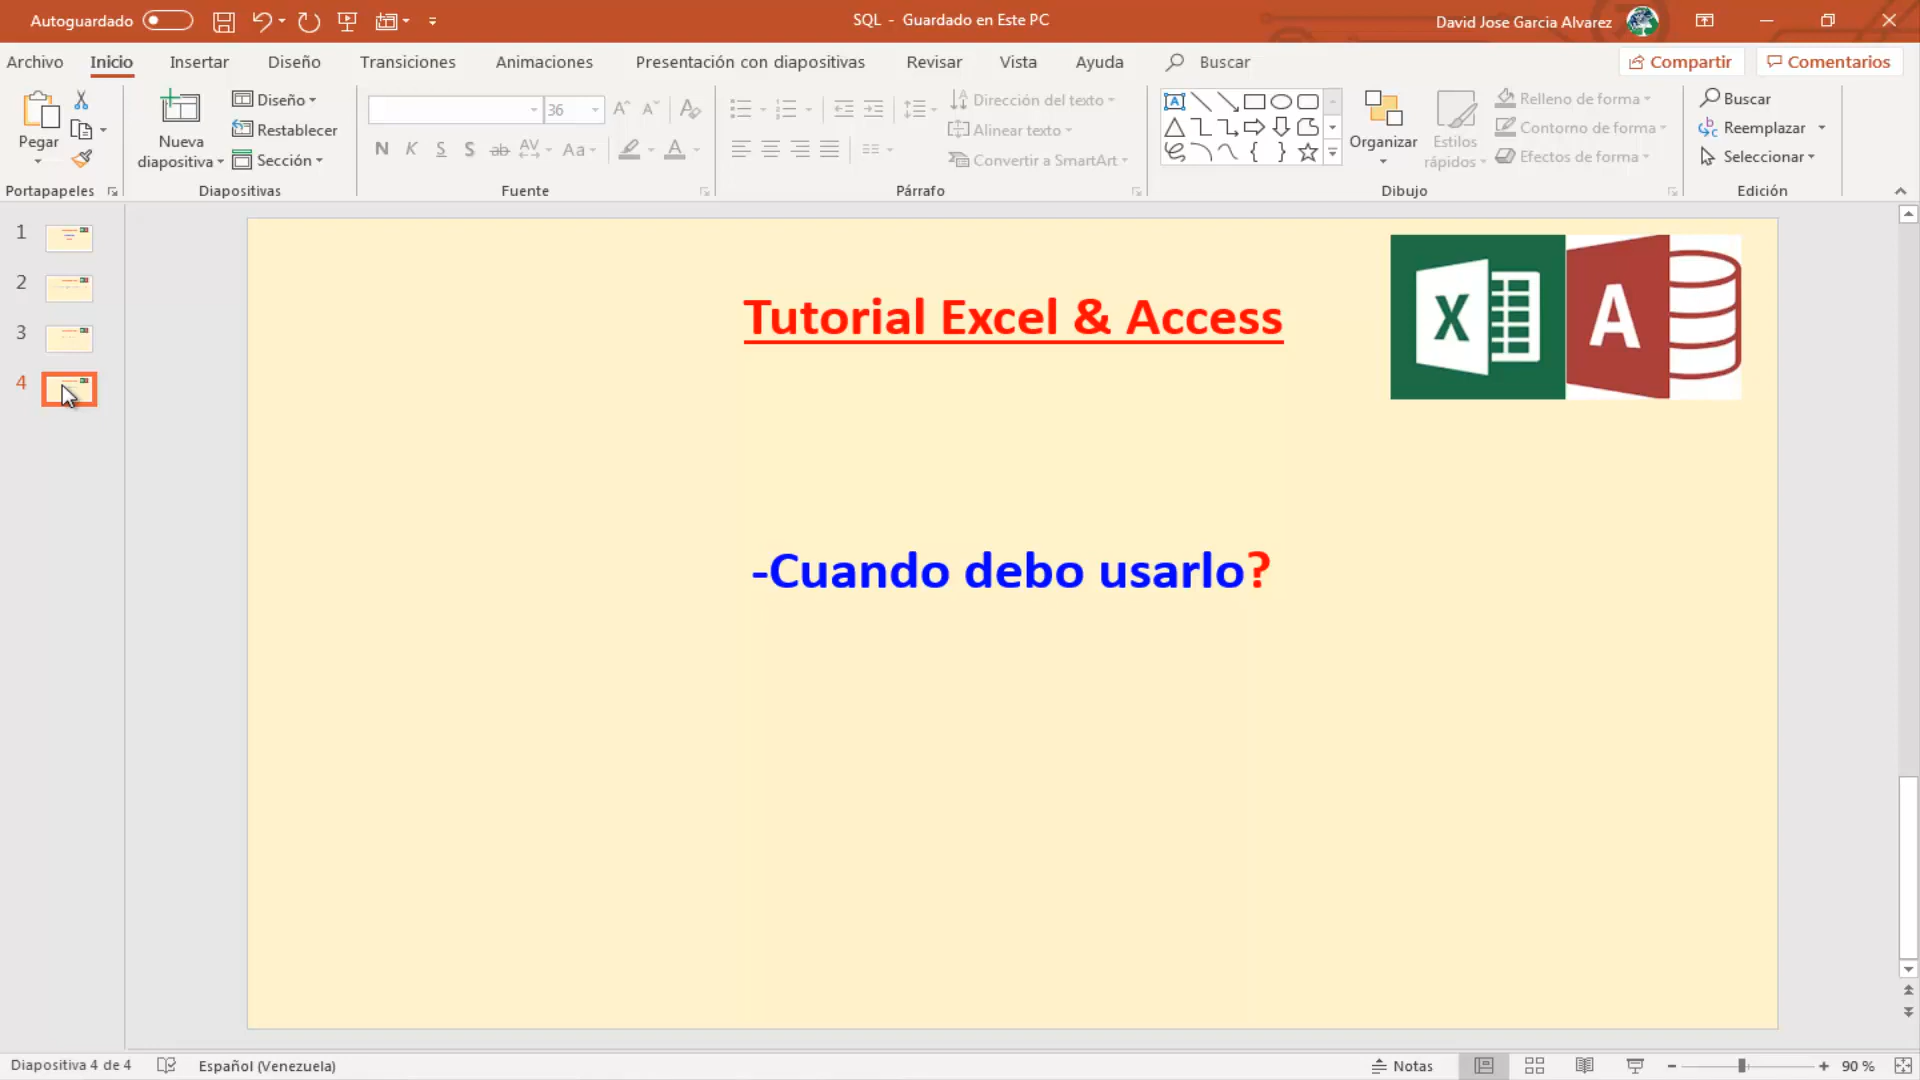 Autoguardado
SQL - Guardado en Este PC
David Jose Garcia Alvarez
Archivo Inicio Insertar Diseño Transiciones Animaciones Presentación con diapositivas Revisar Vista Ayuda Buscar Compartir Comentarios
Pegar
Portapapeles
Nueva
diapositiva
Diseño
Restablecer
Sección
Diapositivas
36
N K S S ab AV Aa A
Fuente
Dirección del texto
Alinear texto
Convertir a SmartArt
Párrafo
Organizar
Estilos
rápidos
Relleno de forma
Contorno de forma
Efectos de forma
Dibujo
Buscar
Reemplazar
Seleccionar
Edición
1
2
3
4
Tutorial Excel & Access
X A
-Cuando debo usarlo?
Diapositiva 4 de 4 Español (Venezuela) Notas 90 %